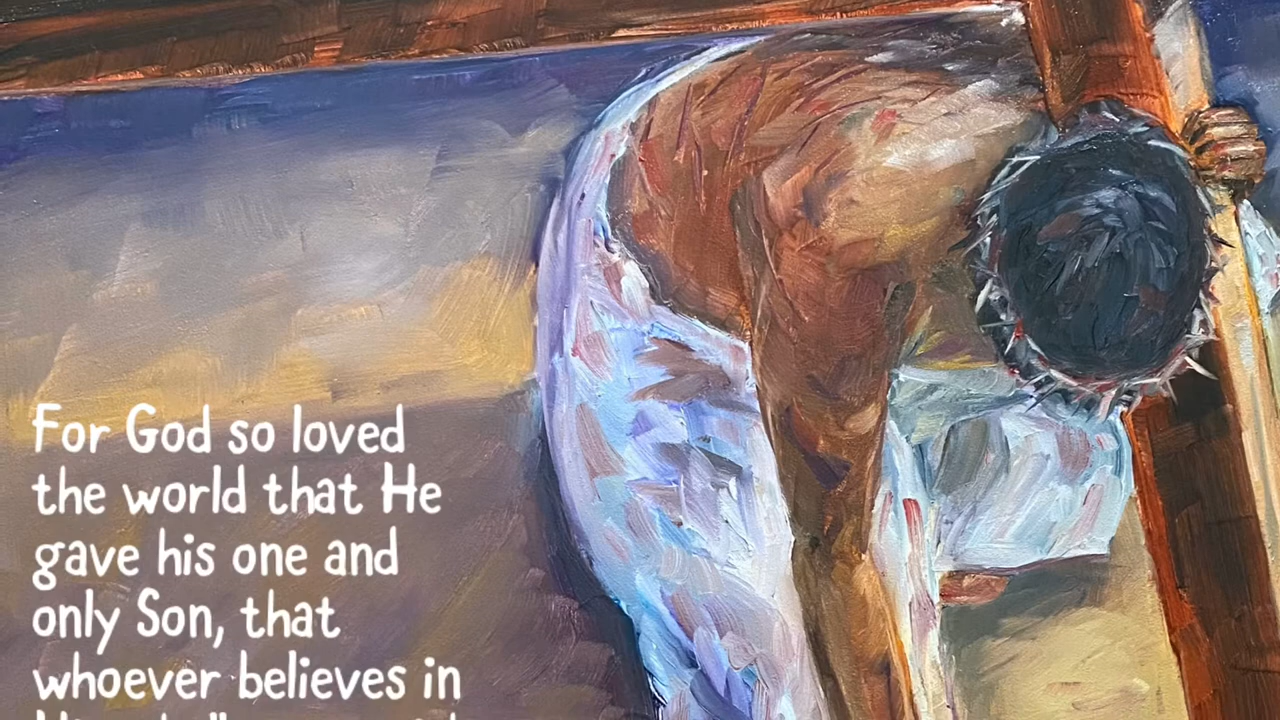 For God so loved
the world that He
gave his one and
only Son, that
whoever believes in